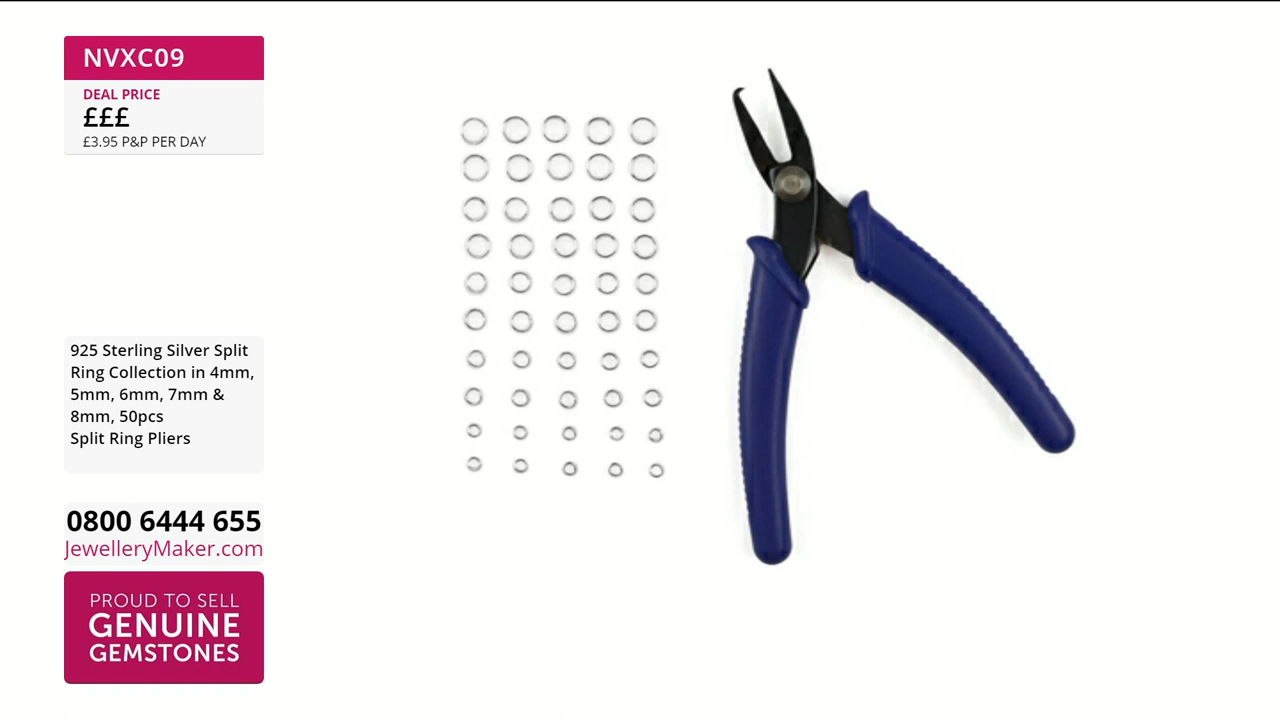 NVXC09
DEAL PRICE
£££
£3.95 P&P PER DAY
925 Sterling Silver Split
Ring Collection in 4mm,
5mm, 6mm, 7mm &
8mm, 50pcs
Split Ring Pliers
0800 6444 655
JewelleryMaker.com
PROUD TO SELL
GENUINE
GEMSTONES